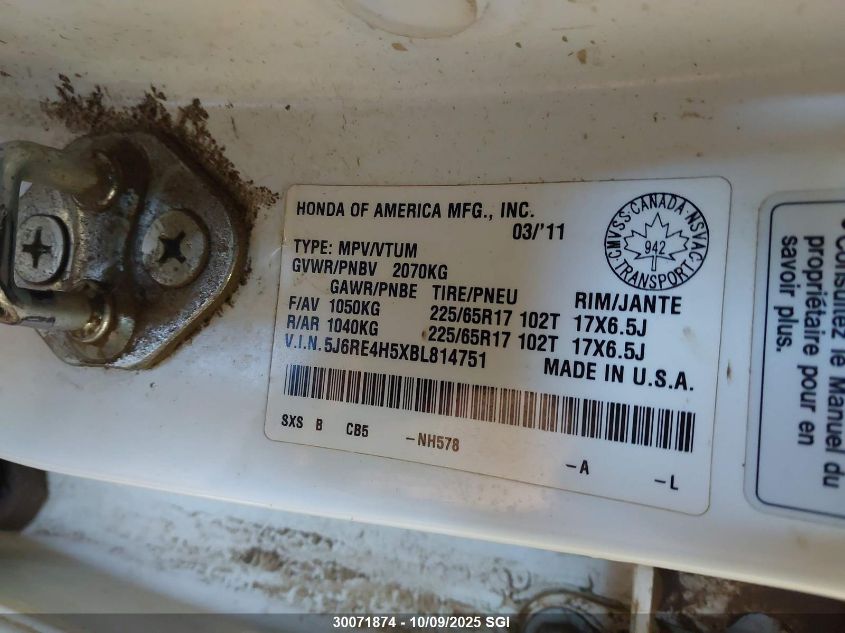 HONDA OF AMERICA MFG., INC.
03/'11
TYPE: MPV/VTUM
GVWR/PNBV 2070KG
GAWR/PNBE TIRE/PNEU RIM/JANTE
F/AV 1050KG 225/65R17 102T 17X6.5J
R/AR 1040KG 225/65R17 102T 17X6.5J
V.I.N. 5J6RE4H5XBL814751 MADE IN U.S.A.
SXS B CB5 -NH578 -A -L
CANADA
CMVSS NSVAC
942
TRANSPORT
Consultez le Manuel du
propriétaire pour en
savoir plus.
30071874 - 10/09/2025 SGI